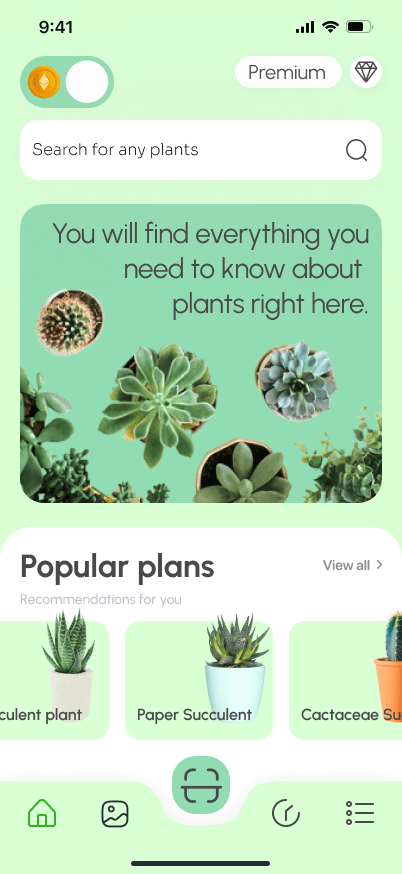 9:41
Premium
Search for any plants
You will find everything you
need to know about
plants right here.
Popular plans
View all
Recommendations for you
culent plant
Paper Succulent
Cactaceae Su